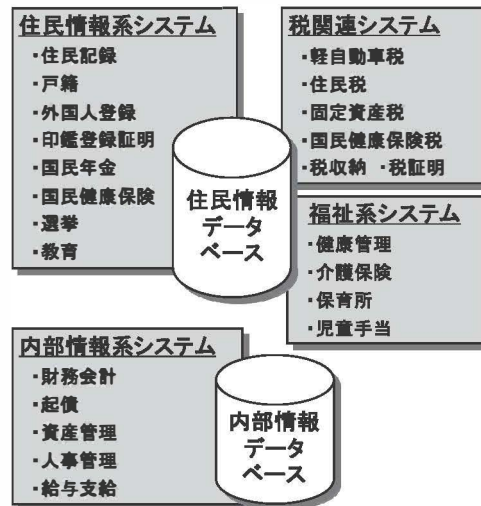 住民情報系システム
・住民記録
・戸籍
・外国人登録
・印鑑登録証明
・国民年金
・国民健康保険
・選挙
・教育
住民情報
データ
ベース
税関連システム
・軽自動車税
・住民税
・固定資産税
・国民健康保険税
・税収納 ・税証明
福祉系システム
・健康管理
・介護保険
・保育所
・児童手当
内部情報系システム
・財務会計
・起債
・資産管理
・人事管理
・給与支給
内部情報
データ
ベース